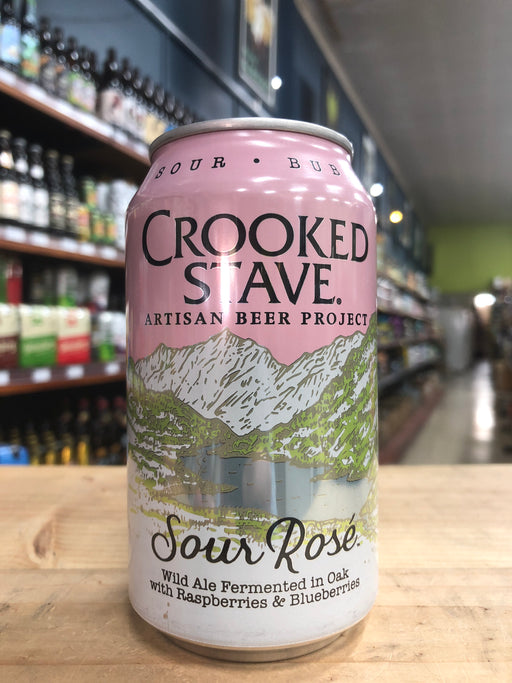 SOUR • BUB
CROOKED
STAVE.
ARTISAN BEER PROJECT
Sour Rosé
Wild Ale Fermented in Oak
with Raspberries & Blueberries